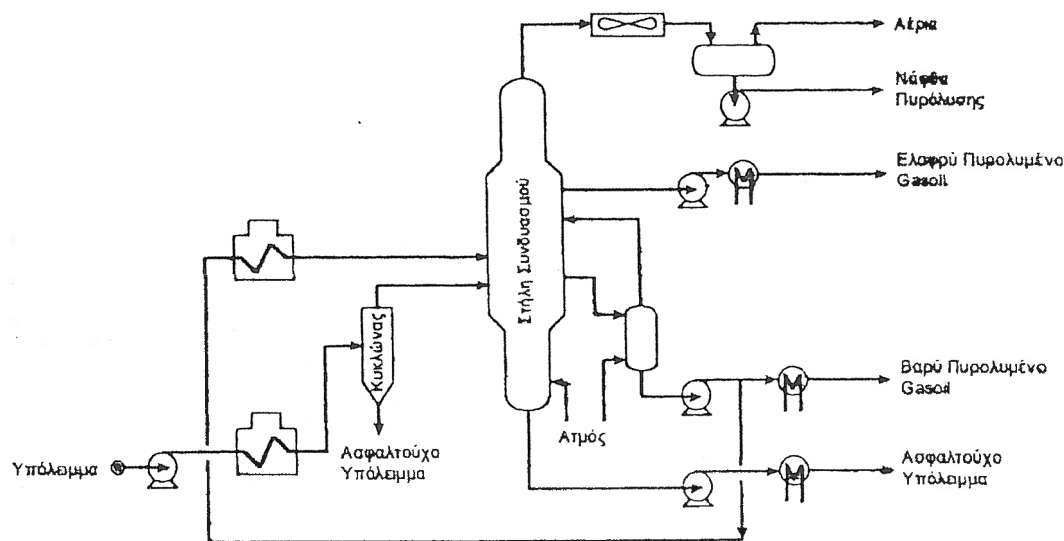 Αέρια
Νάφθα
Πυρόλυσης
Ελαφρύ Πυρολυμένο
Gasoil
Στήλη Συνδυασμού
Κυκλώνας
Βαρύ Πυρολυμένο
Gasoil
Ατμός
Ασφαλτούχο
Υπόλειμμα
Υπόλειμμα
Ασφαλτούχο
Υπόλειμμα